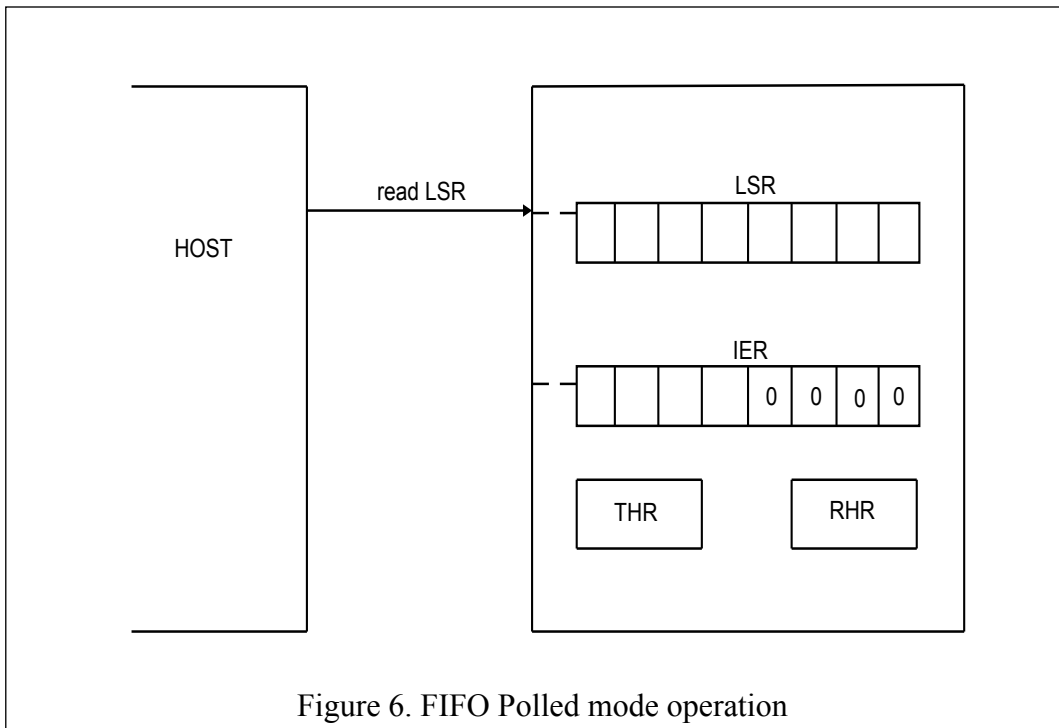 read LSR
LSR
HOST
IER
0 0 0 0
THR RHR
Figure 6. FIFO Polled mode operation